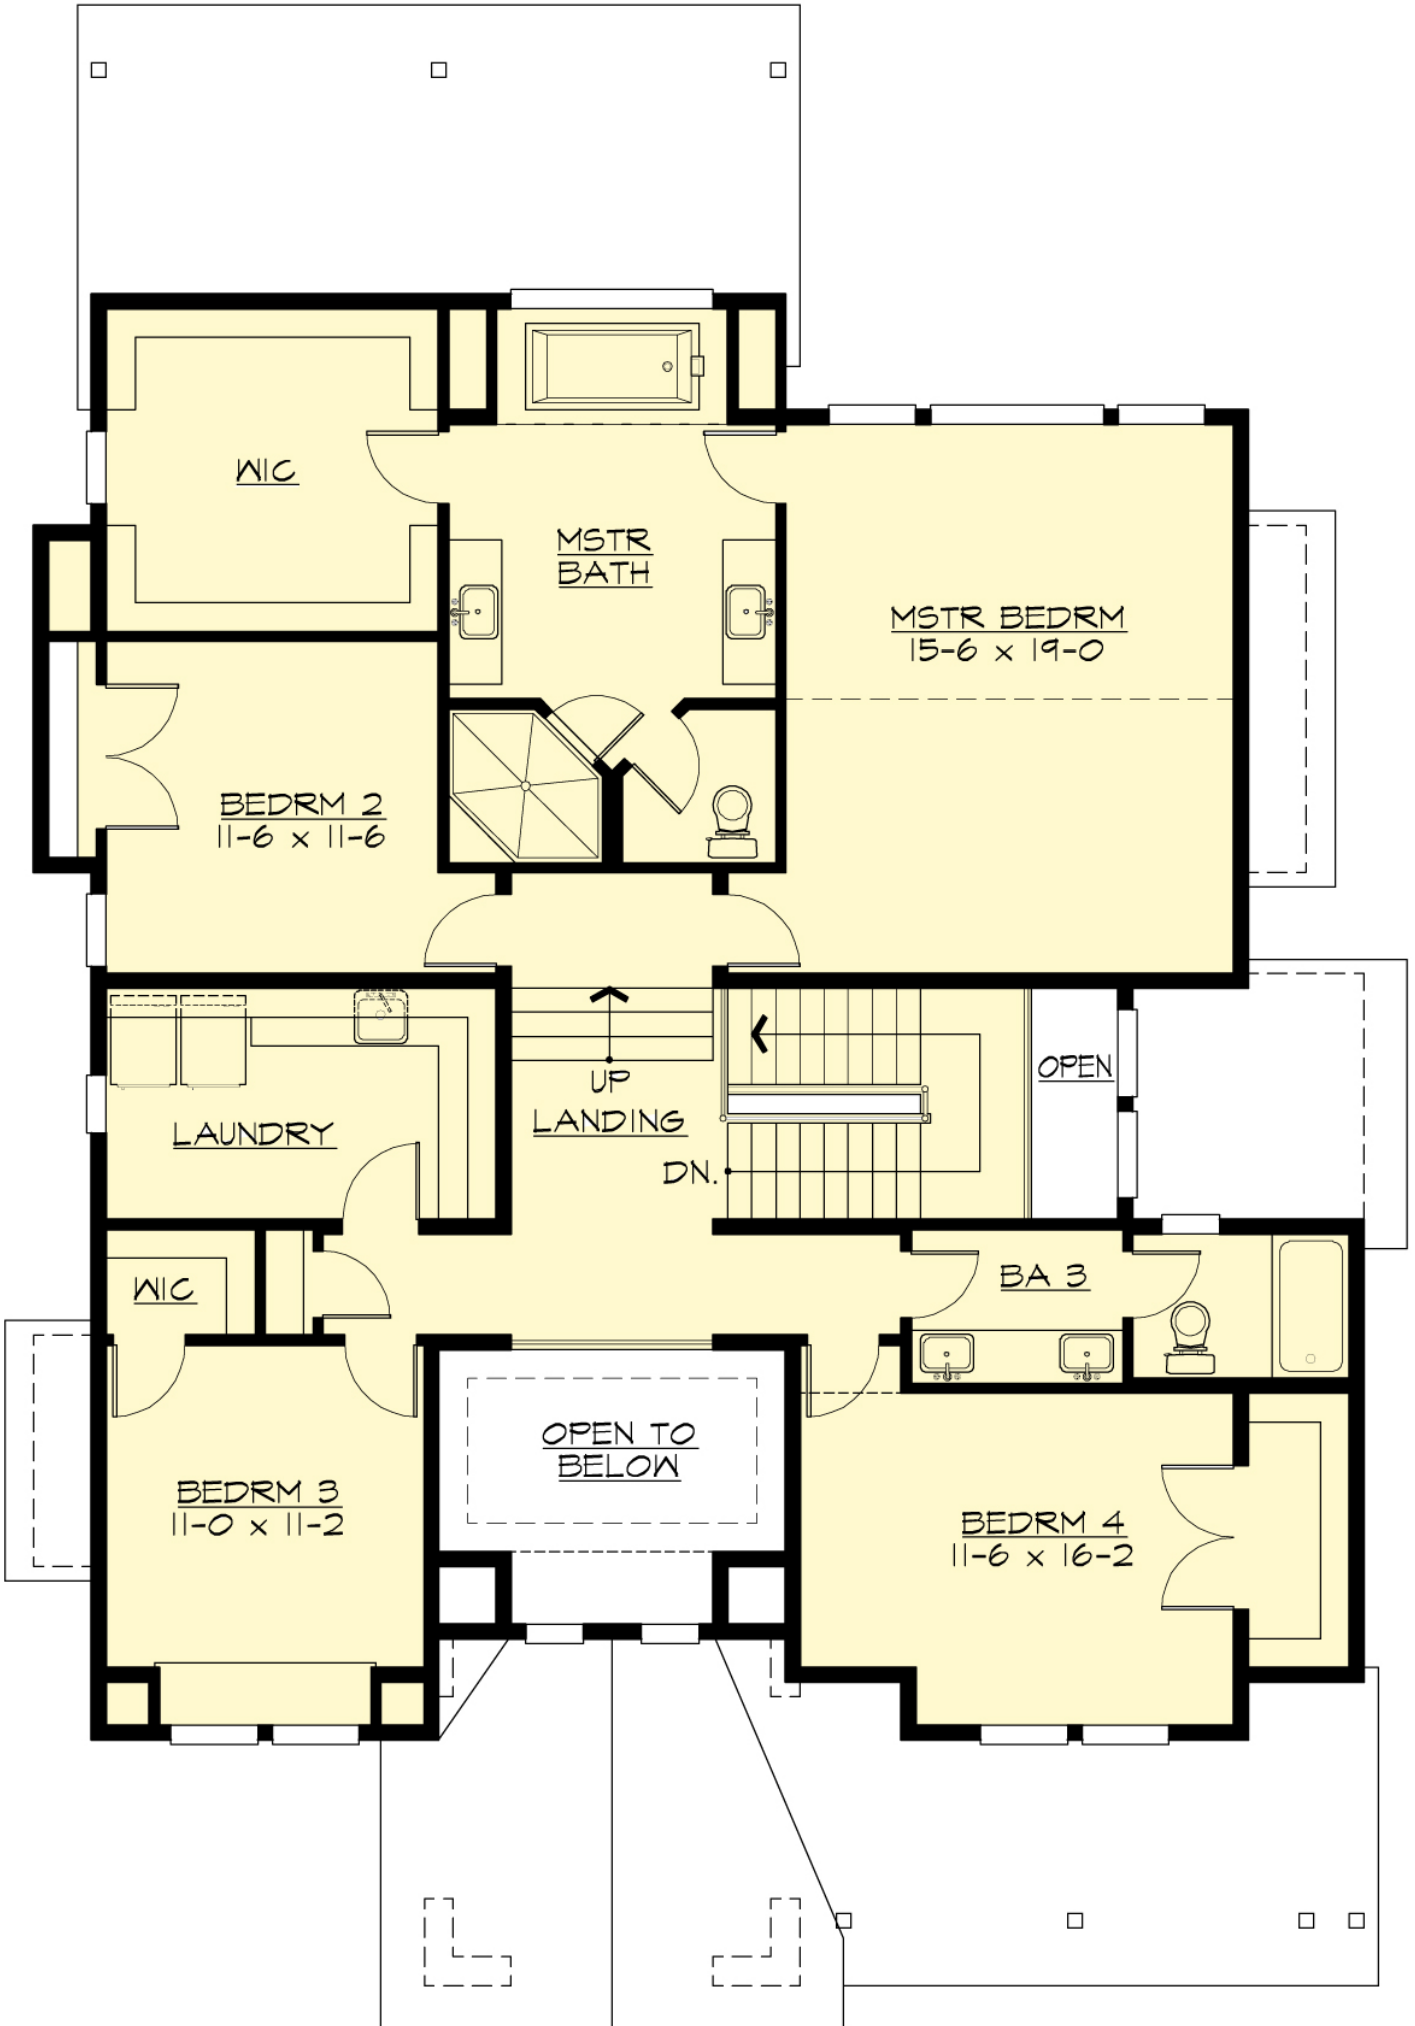 WIC
MSTR
BATH
MSTR BEDRM
15-6 x 19-0
BEDRM 2
11-6 x 11-6
OPEN
UP
LANDING
LAUNDRY
DN.
WIC
BA 3
OPEN TO
BELOW
BEDRM 3
11-0 x 11-2
BEDRM 4
11-6 x 16-2